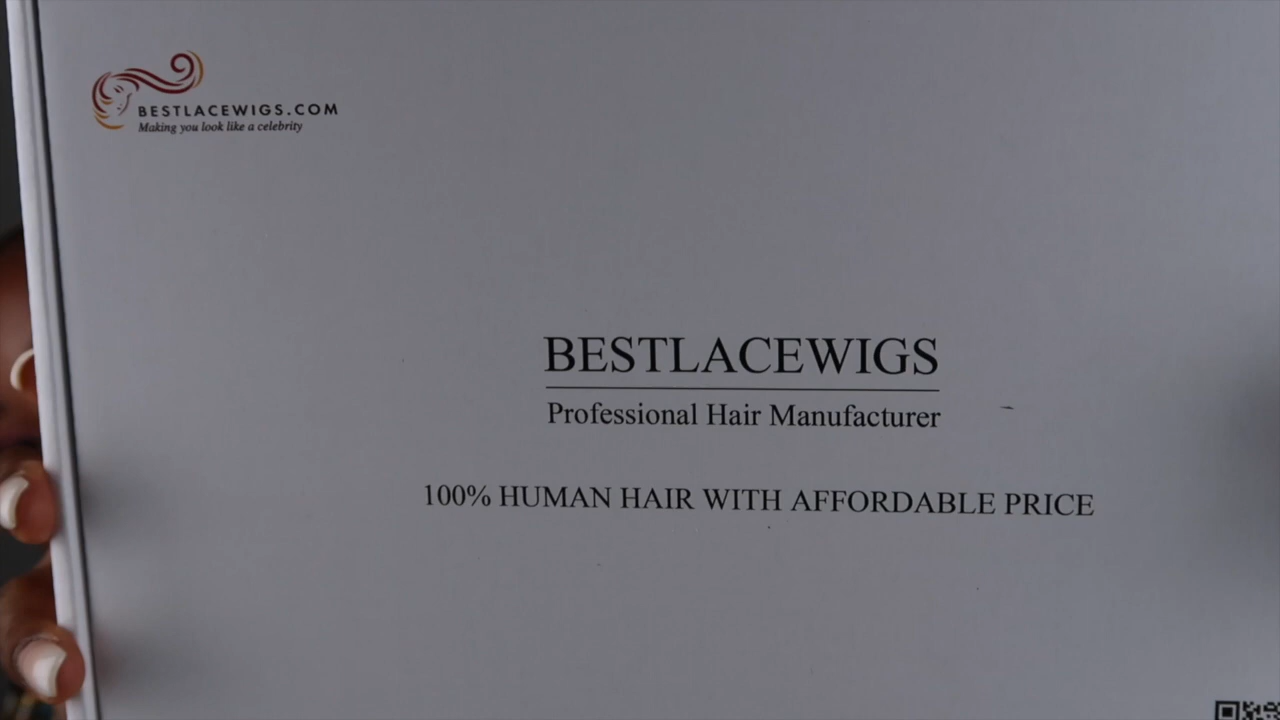 BESTLACEWIGS.COM
Making you look like a celebrity
BESTLACEWIGS
Professional Hair Manufacturer
100% HUMAN HAIR WITH AFFORDABLE PRICE